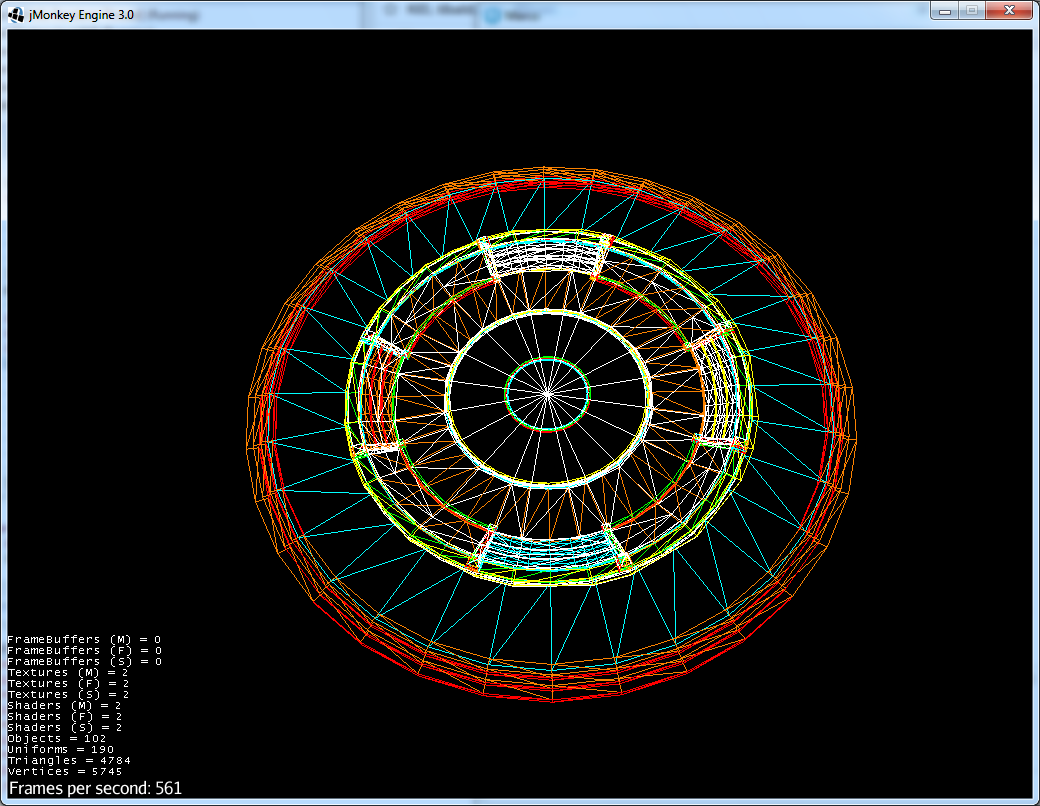 jMonkey Engine 3.0
FrameBuffers (M) = 0
FrameBuffers (F) = 0
FrameBuffers (S) = 0
Textures (M) = 2
Textures (F) = 2
Textures (S) = 2
Shaders (M) = 2
Shaders (F) = 2
Shaders (S) = 2
Objects = 102
Uniforms = 190
Triangles = 4784
Vertices = 5745
Frames per second: 561